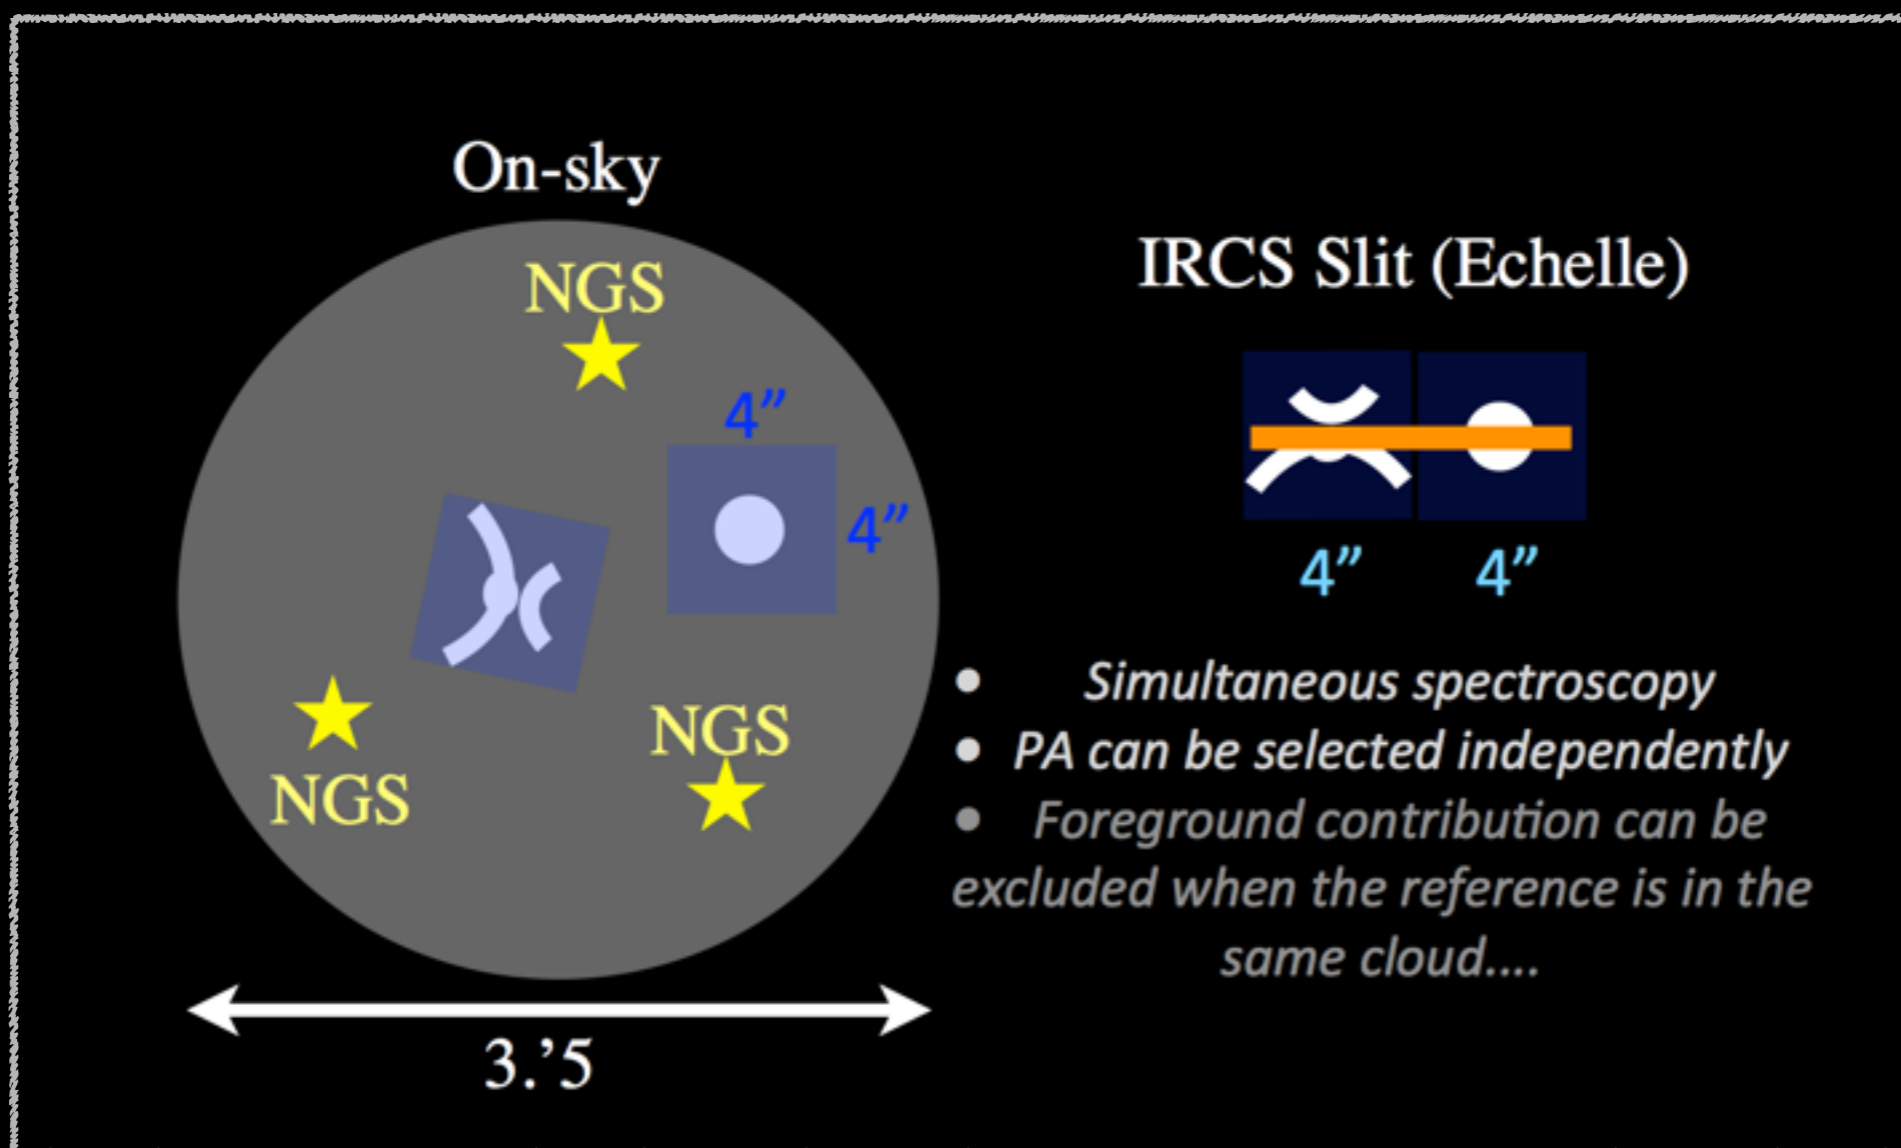 On-sky
NGS
4”
4”
NGS
NGS
3.’5
IRCS Slit (Echelle)
4” 4”
● Simultaneous spectroscopy
● PA can be selected independently
● Foreground contribution can be
excluded when the reference is in the
same cloud....